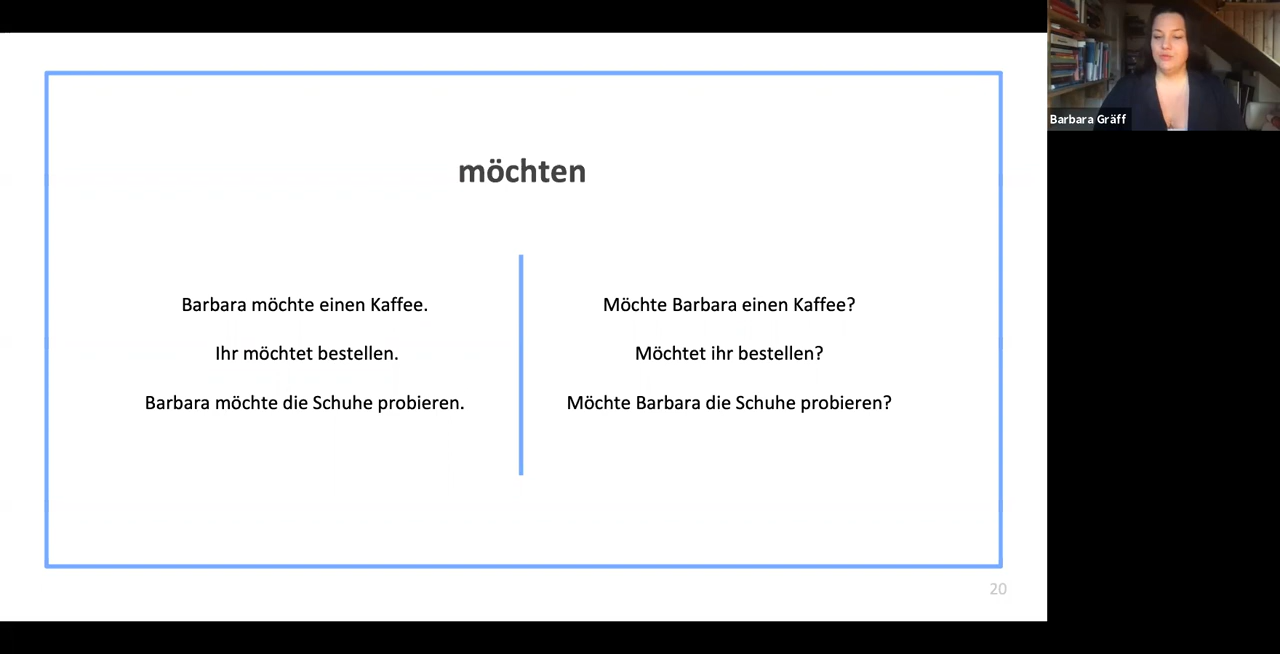 möchten
Barbara möchte einen Kaffee.
Ihr möchtet bestellen.
Barbara möchte die Schuhe probieren.
Möchte Barbara einen Kaffee?
Möchtet ihr bestellen?
Möchte Barbara die Schuhe probieren?
20
Barbara Gräff